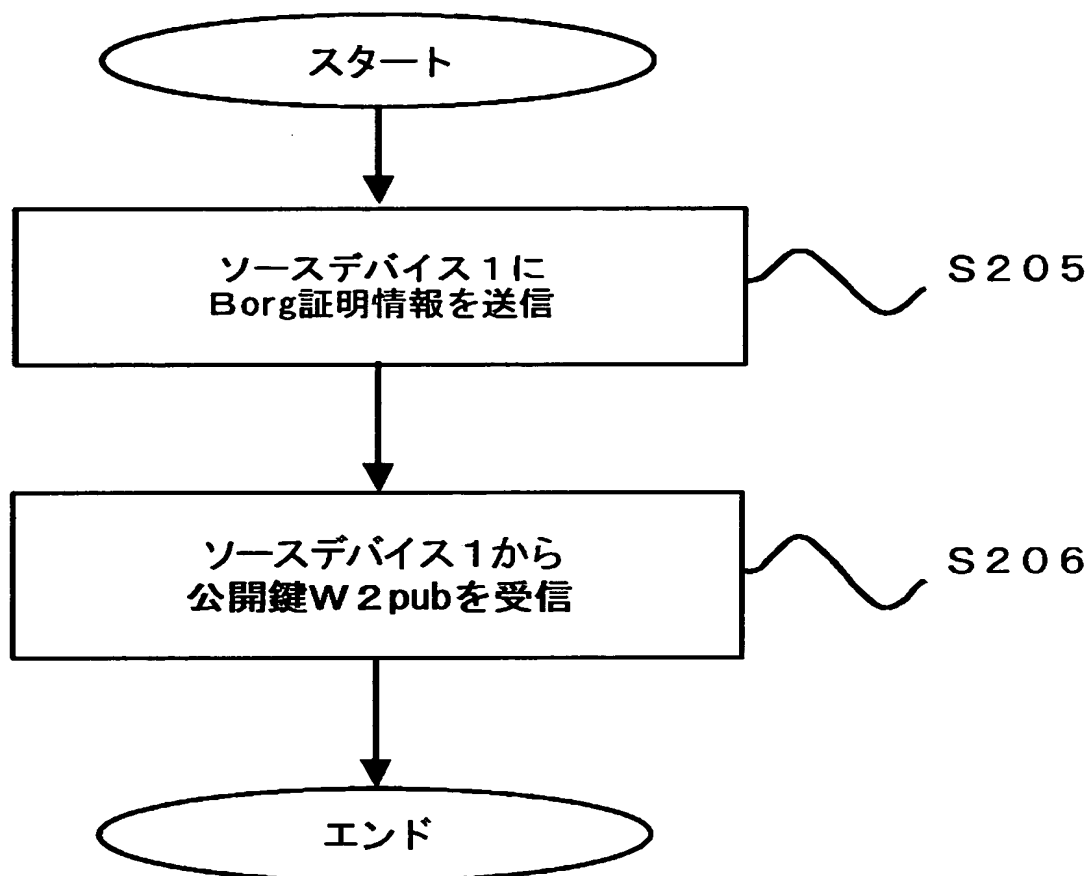 スタート
ソースデバイス１に
Borg証明情報を送信
Ｓ２０５
ソースデバイス１から
公開鍵Ｗ２pubを受信
Ｓ２０６
エンド